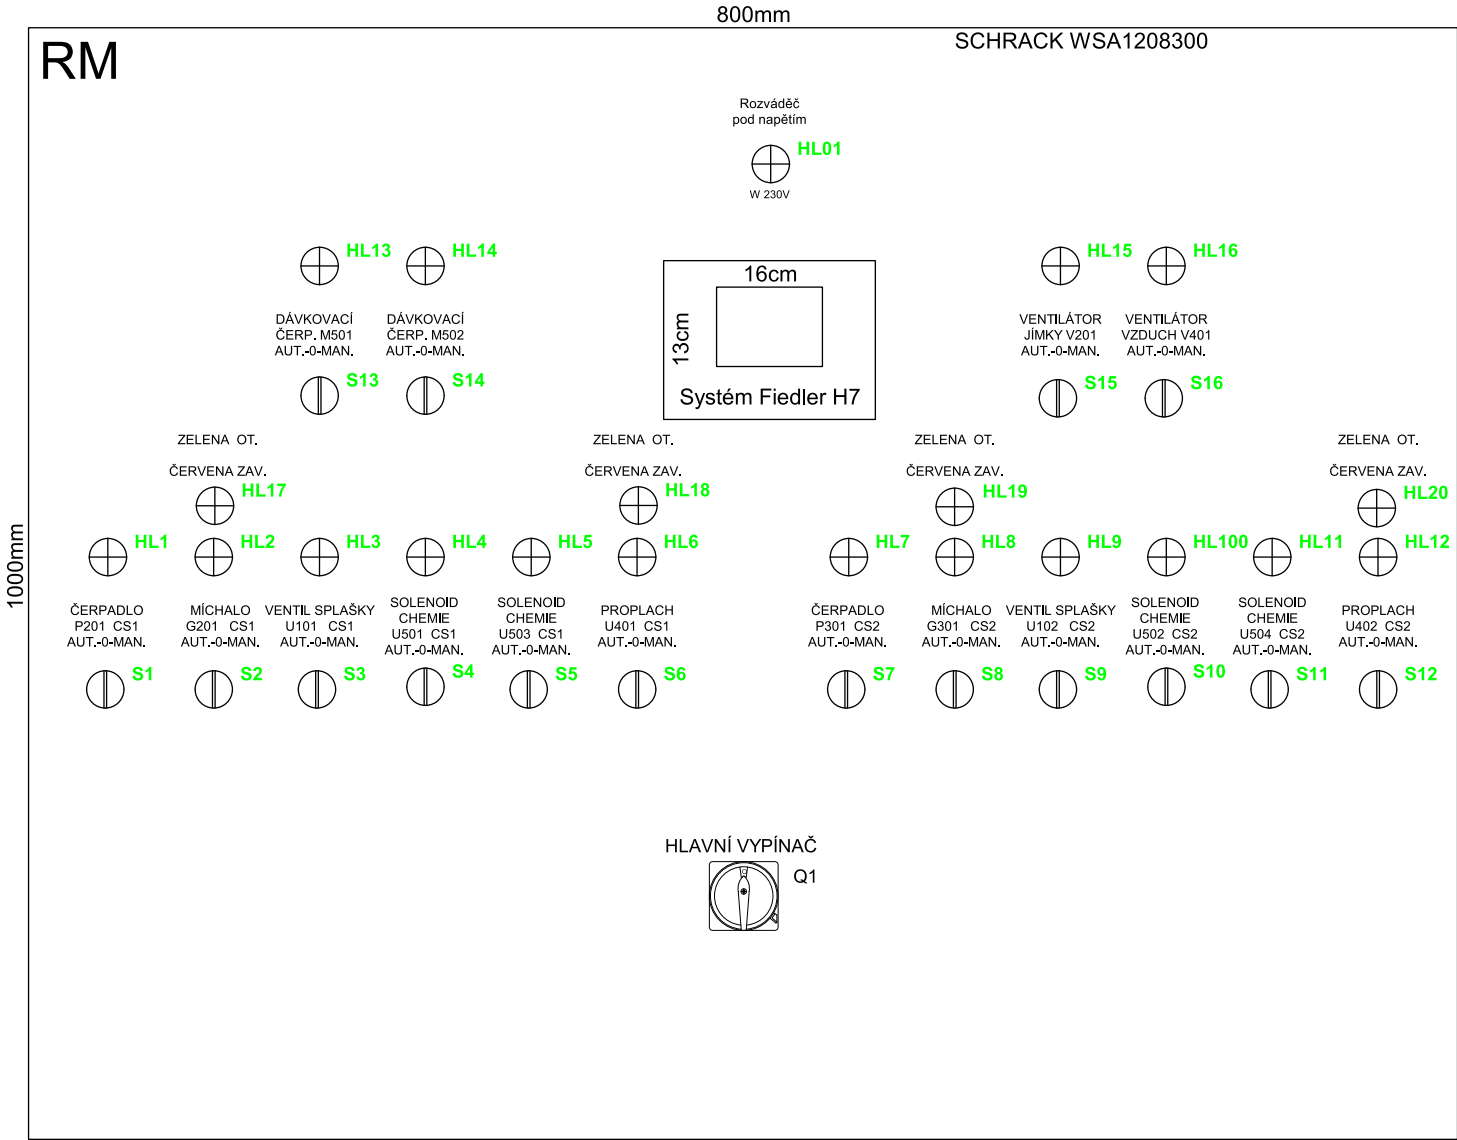 800mm
RM
SCHRACK WSA1208300
Rozváděč
pod napětím
HL01
W 230V
HL13
HL14
HL15
HL16
16cm
13cm
Systém Fiedler H7
DÁVKOVACÍ
ČERP. M501
AUT.-0-MAN.
DÁVKOVACÍ
ČERP. M502
AUT.-0-MAN.
VENTILÁTOR
JÍMKY V201
AUT.-0-MAN.
VENTILÁTOR
VZDUCH V401
AUT.-0-MAN.
S13
S14
S15
S16
ZELENA OT.
ČERVENA ZAV.
HL17
ZELENA OT.
ČERVENA ZAV.
HL18
ZELENA OT.
ČERVENA ZAV.
HL19
ZELENA OT.
ČERVENA ZAV.
HL20
1000mm
HL1
HL2
HL3
HL4
HL5
HL6
HL7
HL8
HL9
HL100
HL11
HL12
ČERPADLO
P201 CS1
AUT.-0-MAN.
MÍCHALO
G201 CS1
AUT.-0-MAN.
VENTIL SPLAŠKY
U101 CS1
AUT.-0-MAN.
SOLENOID
CHEMIE
U501 CS1
AUT.-0-MAN.
SOLENOID
CHEMIE
U503 CS1
AUT.-0-MAN.
PROPLACH
U401 CS1
AUT.-0-MAN.
ČERPADLO
P301 CS2
AUT.-0-MAN.
MÍCHALO
G301 CS2
AUT.-0-MAN.
VENTIL SPLAŠKY
U102 CS2
AUT.-0-MAN.
SOLENOID
CHEMIE
U502 CS2
AUT.-0-MAN.
SOLENOID
CHEMIE
U504 CS2
AUT.-0-MAN.
PROPLACH
U402 CS2
AUT.-0-MAN.
S1
S2
S3
S4
S5
S6
S7
S8
S9
S10
S11
S12
HLAVNÍ VYPÍNAČ
Q1